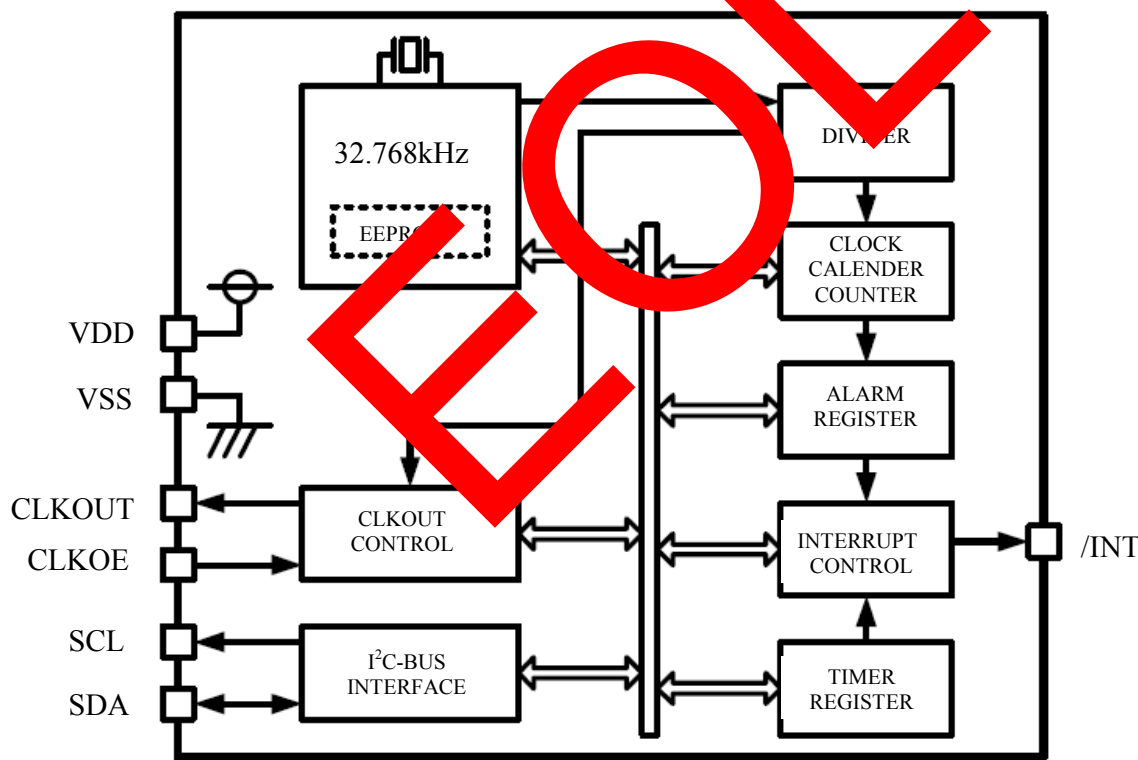 32.768kHz
DIVIDER
CLOCK
CALENDER
COUNTER
VDD
VSS
ALARM
REGISTER
CLKOUT
CLKOE
CLKOUT
CONTROL
INTERRUPT
CONTROL
/INT
SCL
SDA
I²C-BUS
INTERFACE
TIMER
REGISTER